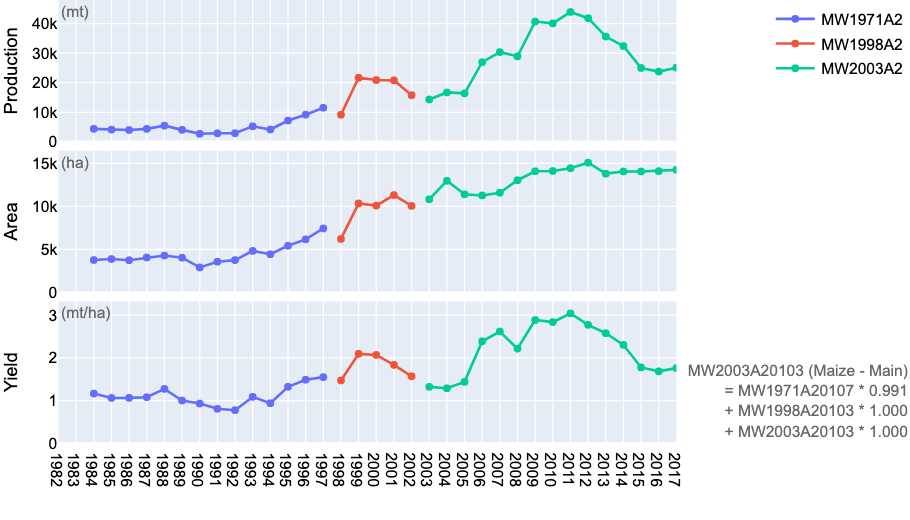 Production
(mt)
40k
30k
20k
10k
0
MW1971A2
MW1998A2
MW2003A2
Area
(ha)
15k
10k
5k
0
Yield
(mt/ha)
3
2
1
0
1982
1983
1984
1985
1986
1987
1988
1989
1990
1991
1992
1993
1994
1995
1996
1997
1998
1999
2000
2001
2002
2003
2004
2005
2006
2007
2008
2009
2010
2011
2012
2013
2014
2015
2016
2017
MW2003A20103 (Maize - Main)
= MW1971A20107 * 0.991
+ MW1998A20103 * 1.000
+ MW2003A20103 * 1.000